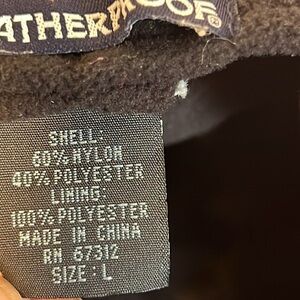 ATHERPROOF®
SHELL:
60% NYLON
40% POLYESTER
LINING:
100% POLYESTER
MADE IN CHINA
RN 67312
SIZE: L